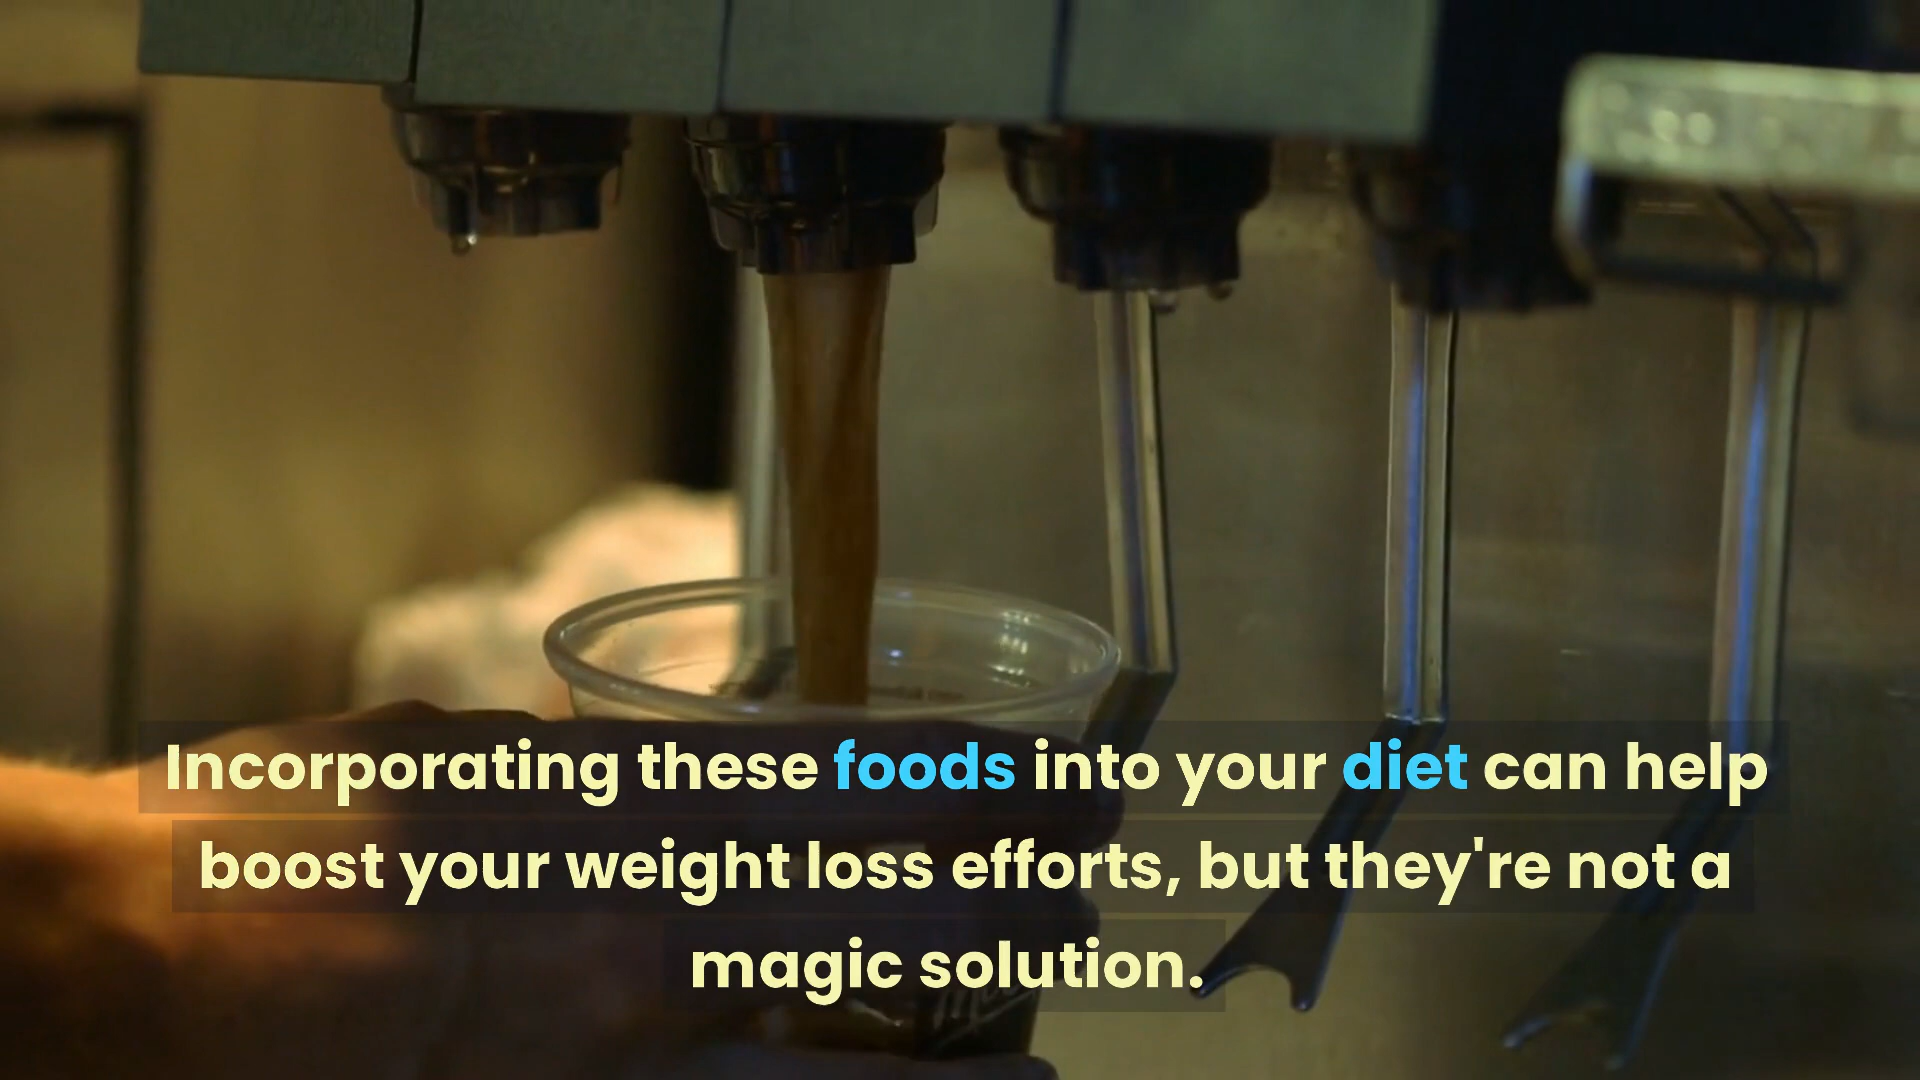 Incorporating these foods into your diet can help
boost your weight loss efforts, but they're not a
magic solution.